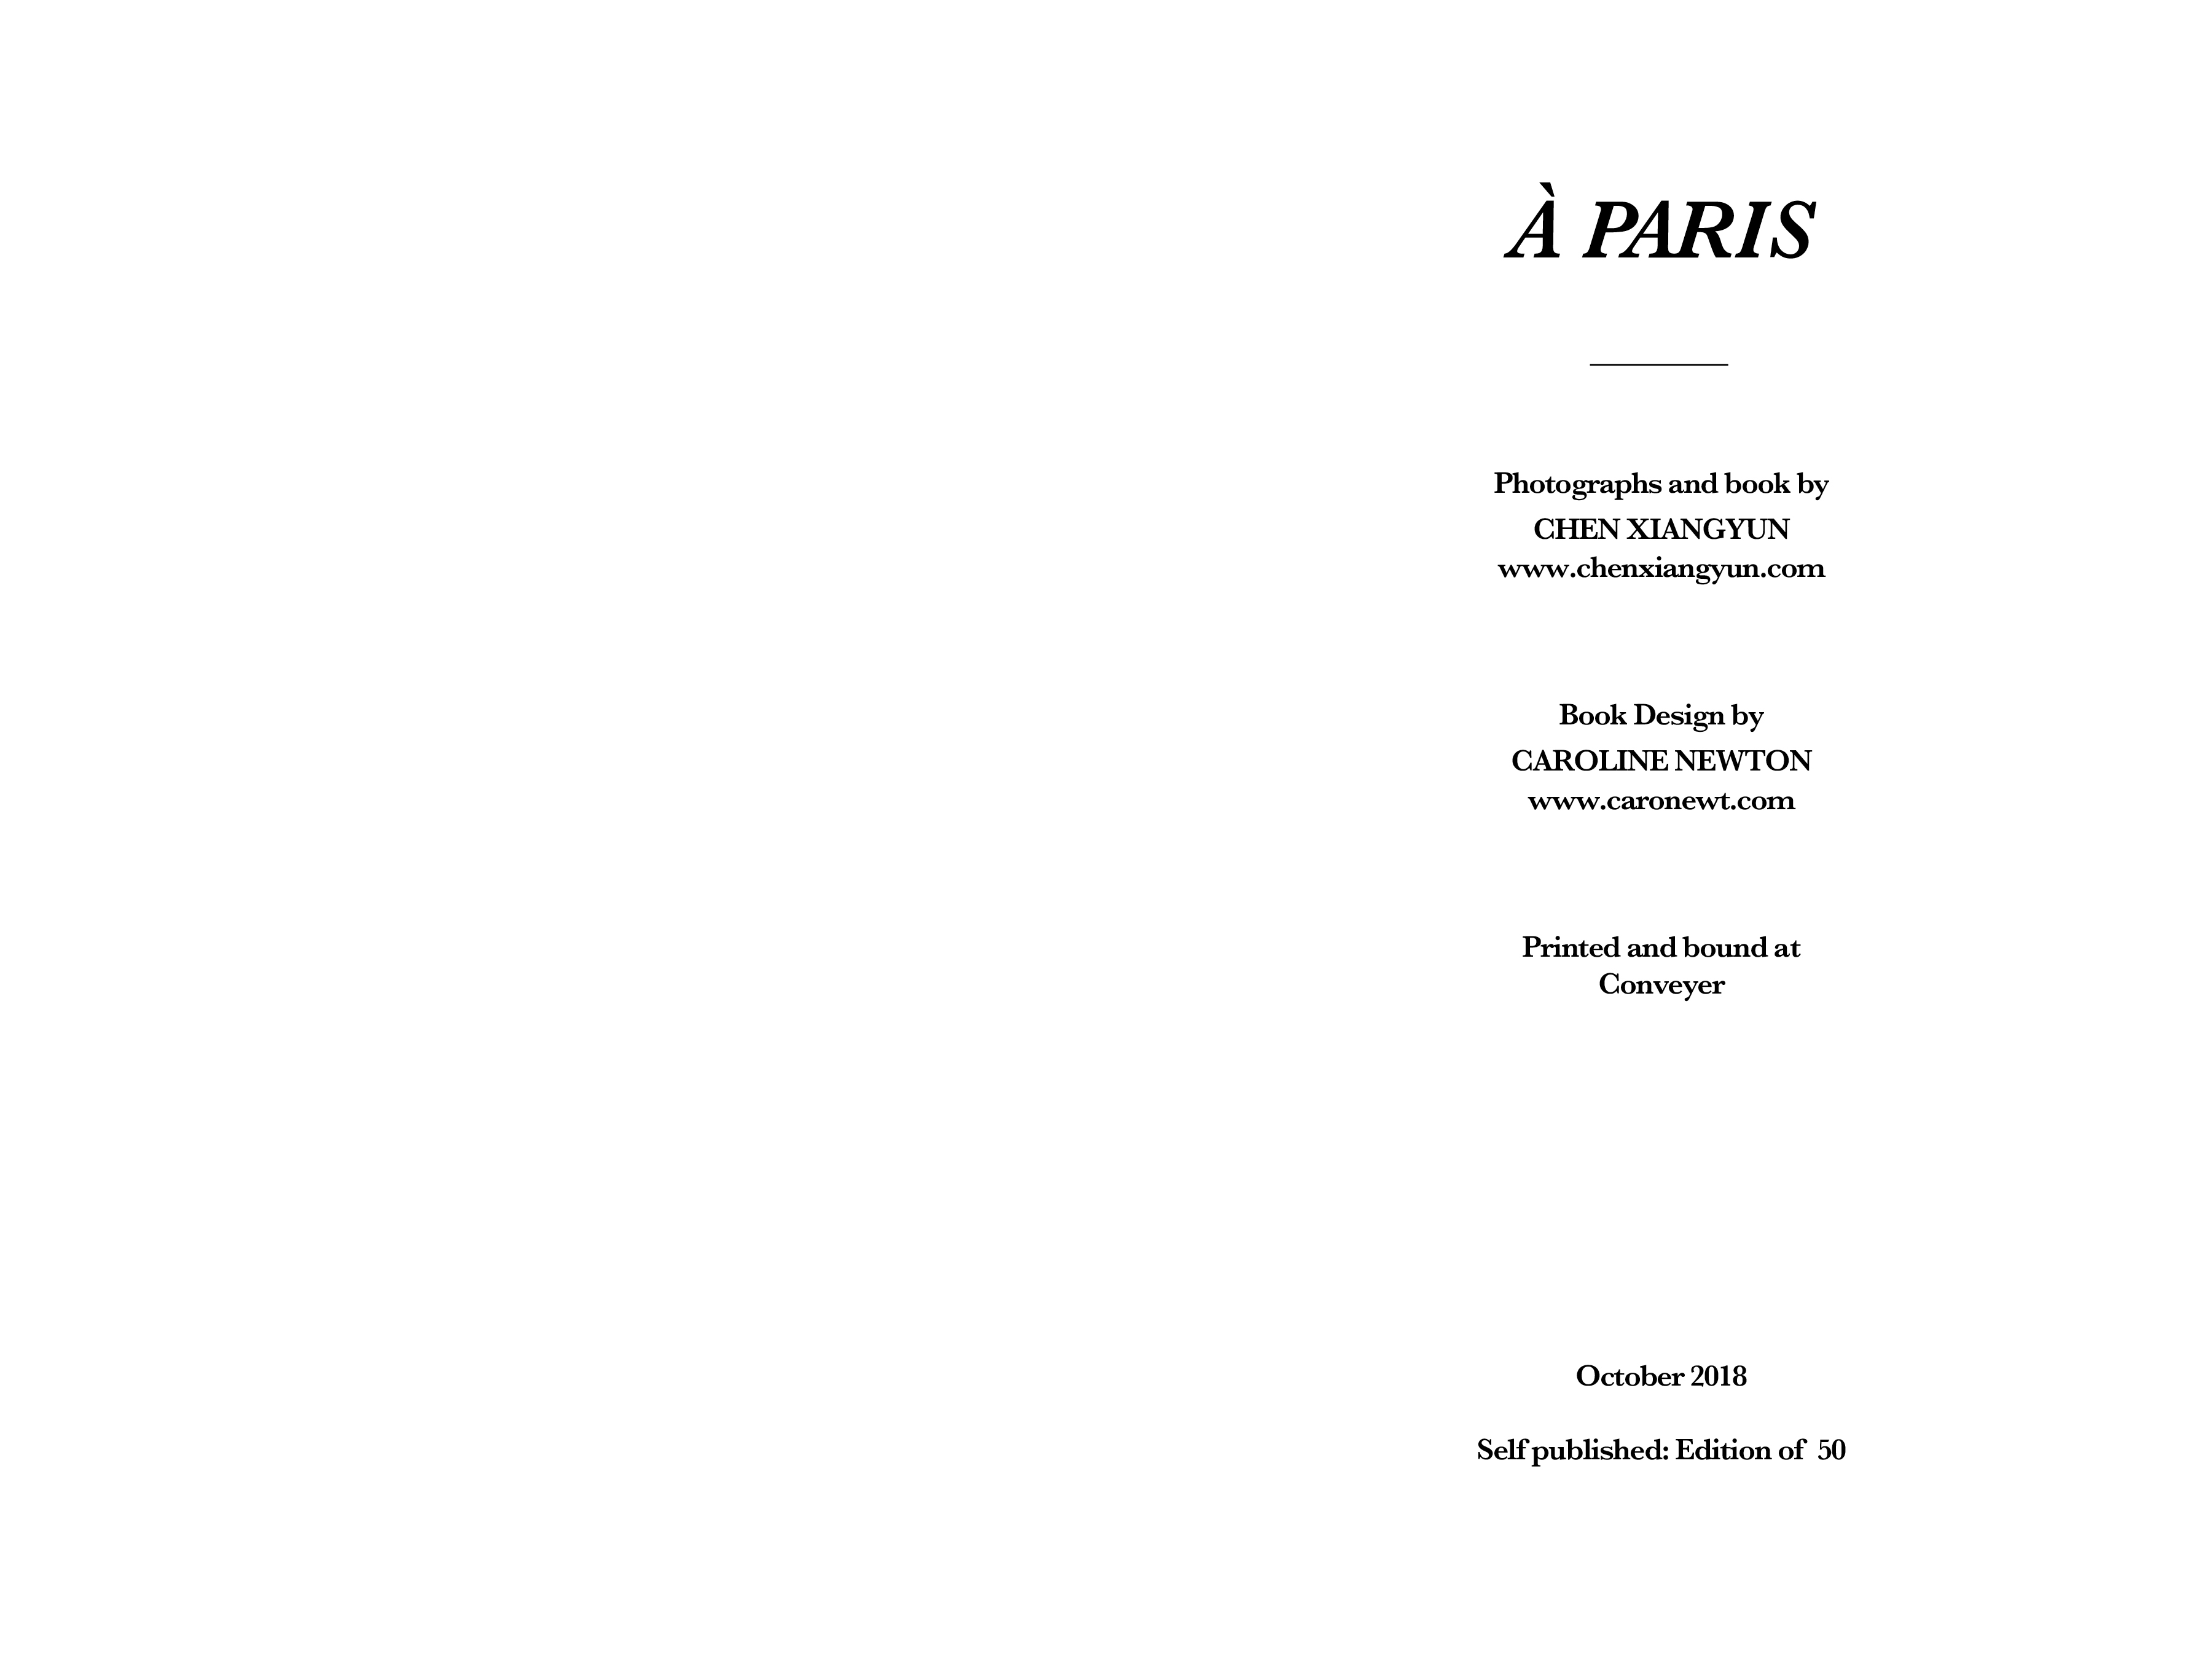 À PARIS
Photographs and book by
CHEN XIANGYUN
www.chenxiangyun.com
Book Design by
CAROLINE NEWTON
www.caronewt.com
Printed and bound at
Conveyer
October 2018
Self published: Edition of 50